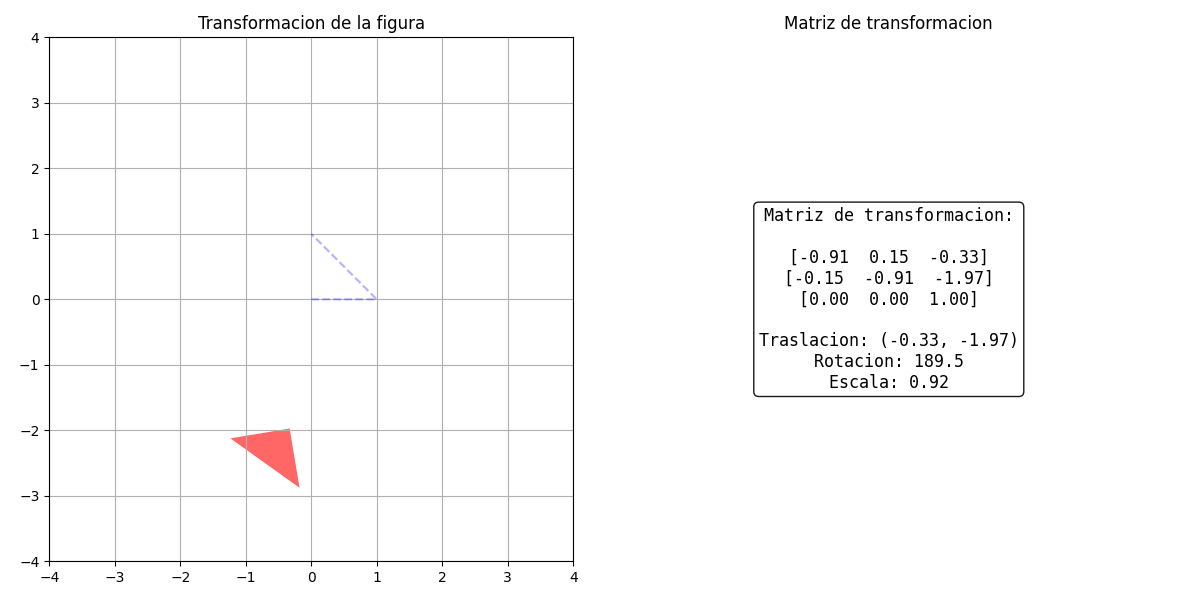 Transformacion de la figura
4
3
2
1
0
−1
−2
−3
−4
−4 −3 −2 −1 0 1 2 3 4
Matriz de transformacion
Matriz de transformacion:
[-0.91  0.15  -0.33]
[-0.15  -0.91  -1.97]
[0.00  0.00  1.00]
Traslacion: (-0.33, -1.97)
Rotacion: 189.5
Escala: 0.92